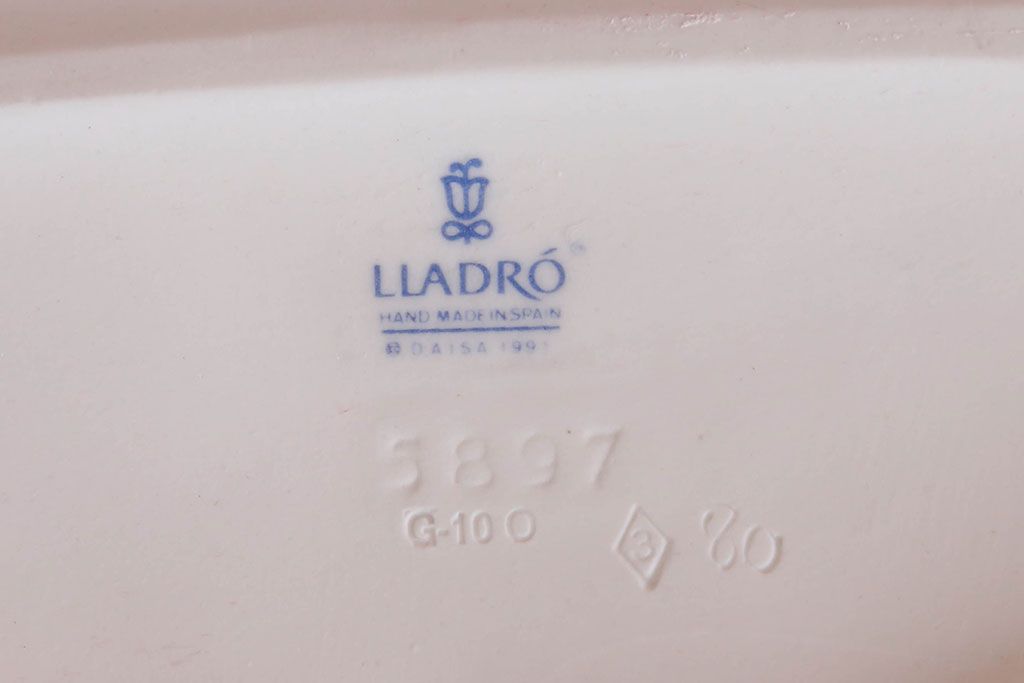 LLADRÓ®
HAND MADE IN SPAIN
© DAISA 1991
5897
G-10 O
3
80